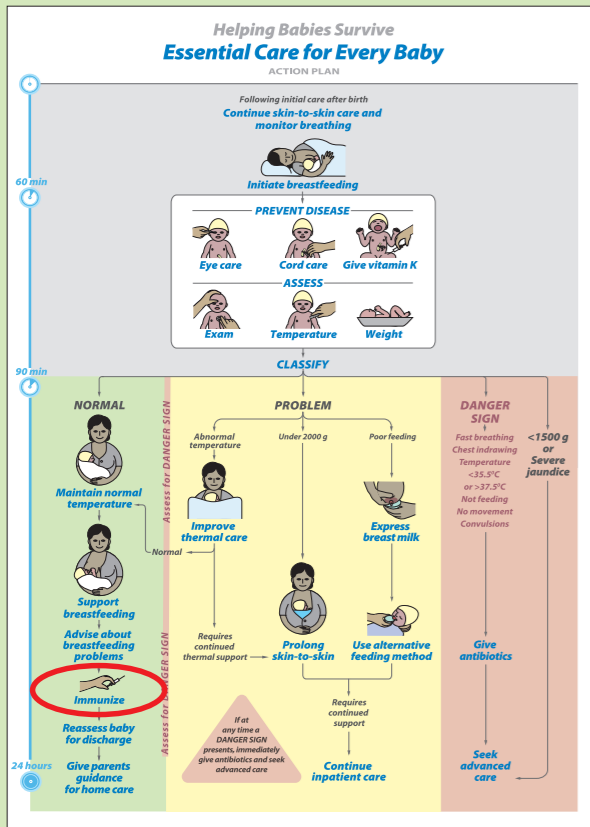 Helping Babies Survive
Essential Care for Every Baby
ACTION PLAN
Following initial care after birth
Continue skin-to-skin care and
monitor breathing
60 min
Initiate breastfeeding
PREVENT DISEASE
Eye care
Cord care
Give vitamin K
ASSESS
Exam
Temperature
Weight
90 min
CLASSIFY
NORMAL
Maintain normal
temperature
Support
breastfeeding
Advise about
breastfeeding
problems
Immunize
Reassess baby
for discharge
24 hours
Give parents
guidance
for home care
Assess for DANGER SIGN
Assess for DANGER SIGN
PROBLEM
Abnormal
temperature
Improve
thermal care
Normal
Requires
continued
thermal support
Under 2000 g
Prolong
skin-to-skin
Poor feeding
Express
breast milk
Use alternative
feeding method
Requires
continued
support
Continue
inpatient care
If at
any time a
DANGER SIGN
presents, immediately
give antibiotics and seek
advanced care
DANGER
SIGN
Fast breathing
Chest indrawing
Temperature
<35.5ºC
or >37.5ºC
Not feeding
No movement
Convulsions
Give
antibiotics
Seek
advanced
care
<1500 g
or
Severe
jaundice